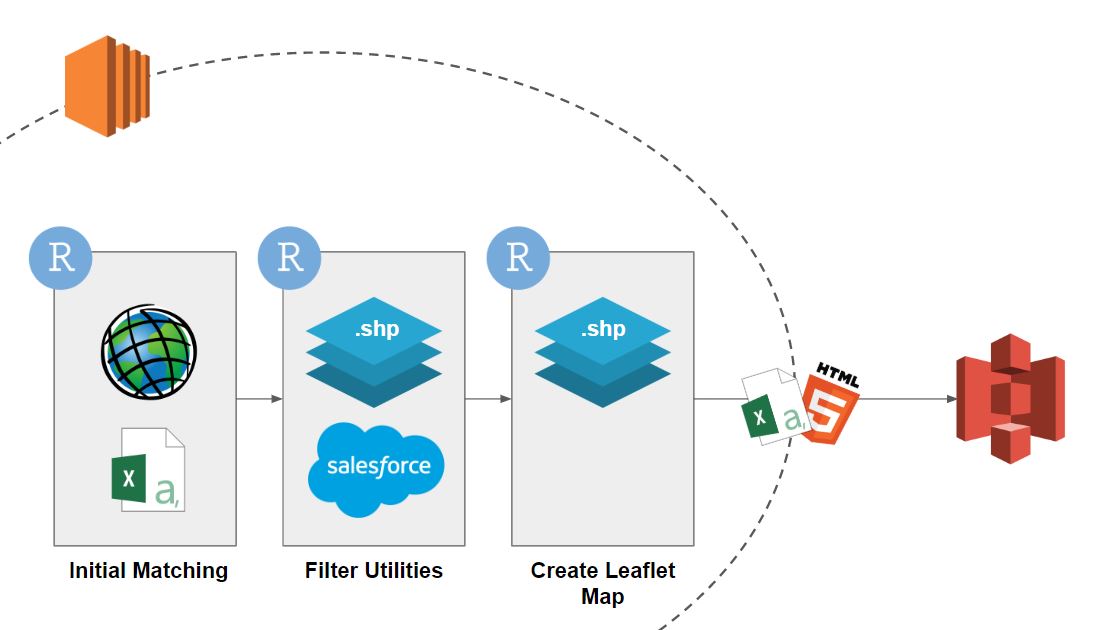 R
R
R
.shp
.shp
HTML
5
X
a,
X
a,
salesforce
Initial Matching
Filter Utilities
Create Leaflet
Map